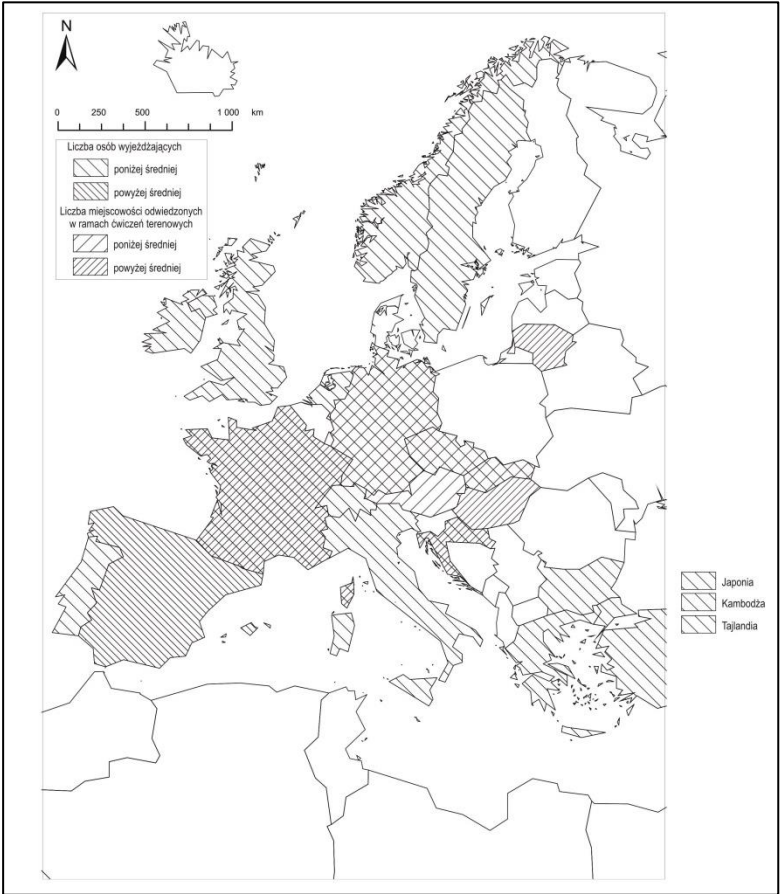 N
0 250 500 1 000 km
Liczba osób wyjeżdżających
poniżej średniej
powyżej średniej
Liczba miejscowości odwiedzonych
w ramach ćwiczeń terenowych
poniżej średniej
powyżej średniej
Japonia
Kambodża
Tajlandia